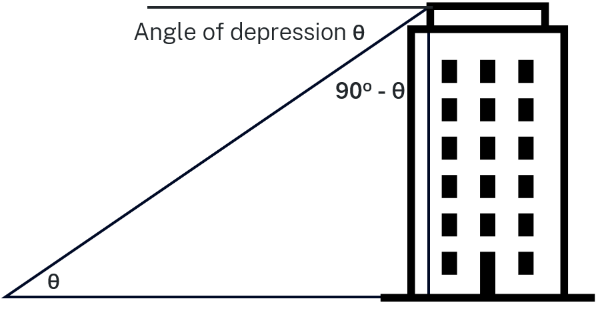 Angle of depression θ
90º - θ
θ